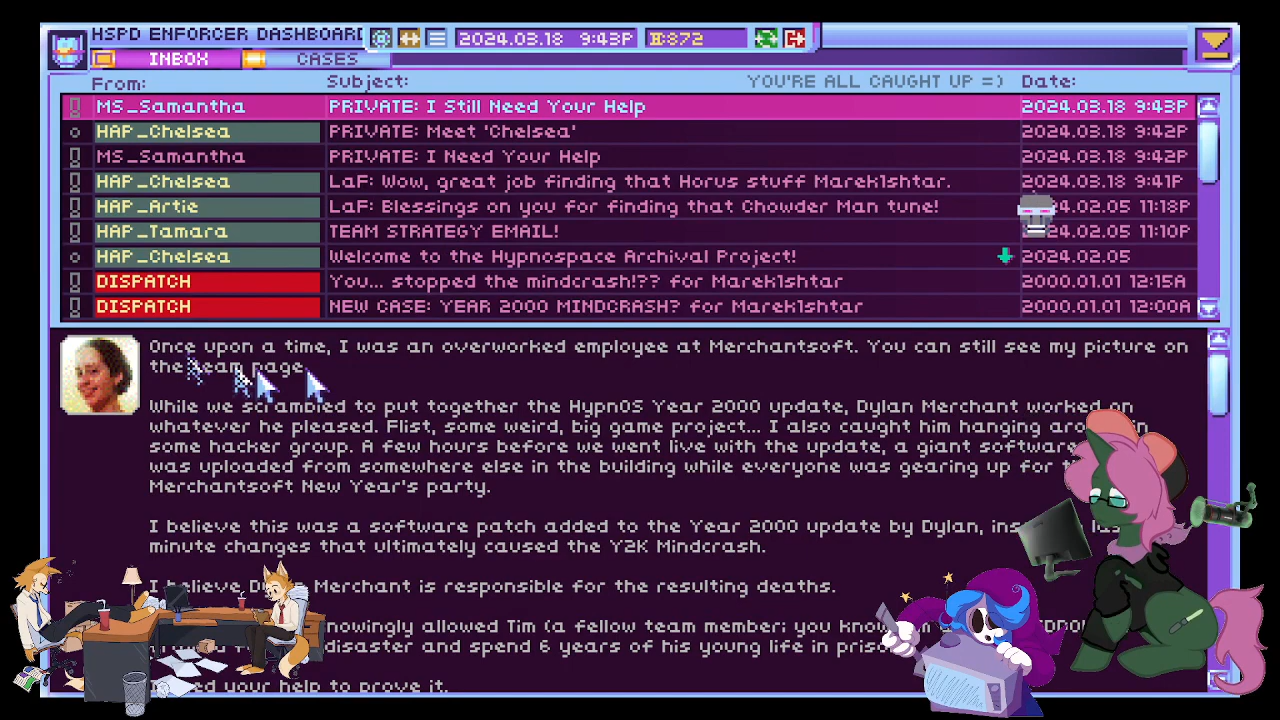 HSPD ENFORCER DASHBOARD
2024.03.18 9:43P
872
INBOX
CASES
From:
Subject:
YOU'RE ALL CAUGHT UP =)
Date:
MS_Samantha PRIVATE: I Still Need Your Help 2024.03.18 9:43P
HAP_Chelsea PRIVATE: Meet 'Chelsea' 2024.03.18 9:42P
MS_Samantha PRIVATE: I Need Your Help 2024.03.18 9:42P
HAP_Chelsea LaF: Wow, great job finding that Horus stuff Marek1shtar. 2024.03.18 9:41P
HAP_Artie LaF: Blessings on you for finding that Chowder Man tune! 24.02.05 11:18P
HAP_Tamara TEAM STRATEGY EMAIL! 24.02.05 11:10P
HAP_Chelsea Welcome to the Hypnospace Archival Project! 2024.02.05
DISPATCH You... stopped the mindcrash!?? for Marek1shtar 2000.01.01 12:15A
DISPATCH NEW CASE: YEAR 2000 MINDCRASH? for Marek1shtar 2000.01.01 12:00A
Once upon a time, I was an overworked employee at Merchantsoft. You can still see my picture on
the team page.
While we scrambled to put together the HypnOS Year 2000 update, Dylan Merchant worked on
whatever he pleased. Flist, some weird, big game project... I also caught him hanging in
some hacker group. A few hours before we went live with the update, a giant software
was uploaded from somewhere else in the building while everyone was gearing up for
Merchantsoft New Year's party.
I believe this was a software patch added to the Year 2000 update by Dylan,
minute changes that ultimately caused the Y2K Mindcrash.
I believe Merchant is responsible for the resulting deaths.
nowingly allowed Tim (a fellow team member; you
disaster and spend 6 years of his young life in
your help to prove it.